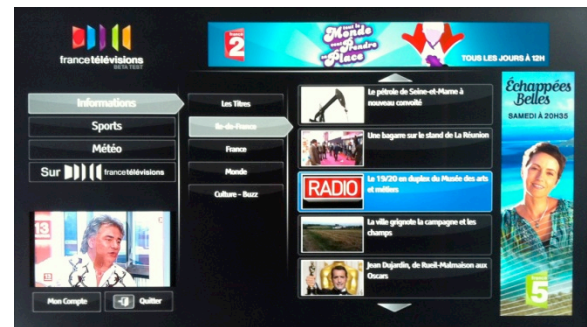 francetélévisions
BETA TEST
2
tout le
Monde
veut Prendre
sa Place
TOUS LES JOURS À 12H
Informations
Sports
Météo
Sur francetélévisions
Les Titres
Ile-de-France
France
Monde
Culture - Buzz
Le pétrole de Seine-et-Marne à
nouveau convoité
Une bagarre sur le stand de La Réunion
RADIO
Le 19/20 en duplex du Musée des arts
et métiers
La ville grignote la campagne et les
champs
Jean Dujardin, de Rueil-Malmaison aux
Oscars
Échappées
Belles
SAMEDI À 20H35
5
13
13
Mon Compte
Quitter